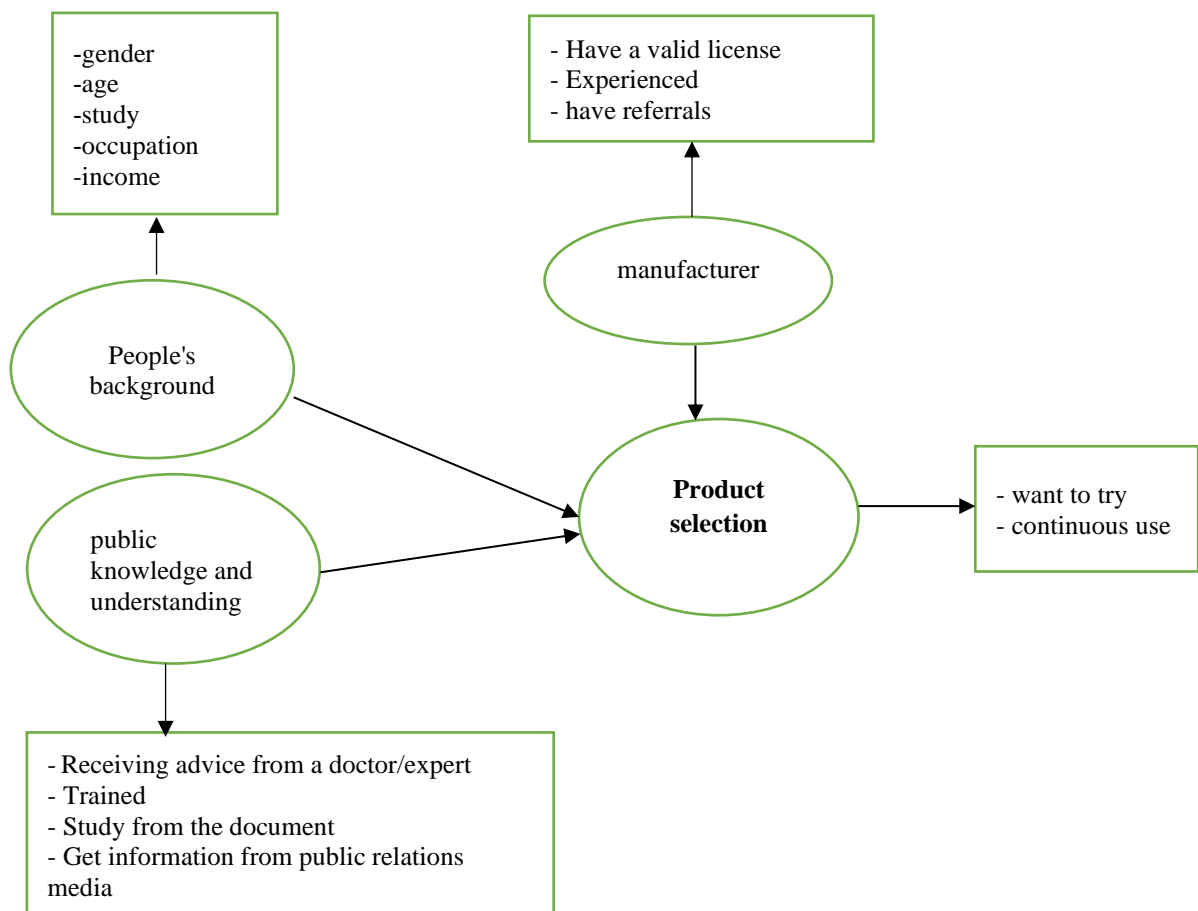 -gender
-age
-study
-occupation
-income
- Have a valid license
- Experienced
- have referrals
manufacturer
People's
background
Product
selection
- want to try
- continuous use
public
knowledge and
understanding
- Receiving advice from a doctor/expert
- Trained
- Study from the document
- Get information from public relations
media